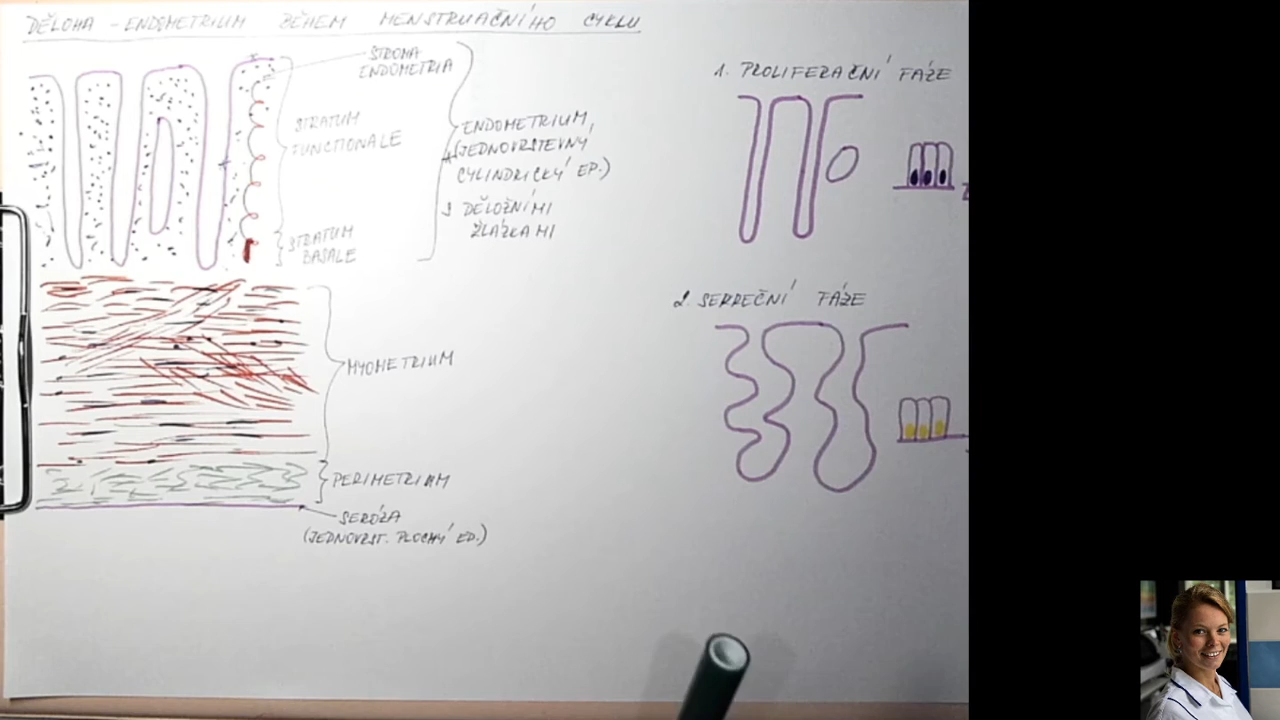 DĚLOHA - ENDOMETRIUM BĚHEM MENSTRUAČNÍHO CYKLU
STROMA
ENDOMETRIA
STRATUM
FUNCTIONALE
STRATUM
BASALE
ENDOMETRIUM
(JEDNOVRSTEVNÝ
CYLINDRICKÝ EP.)
S DĚLOŽNÍMI
ŽLÁZKAMI
MYOMETRIUM
PERIMETRIUM
SERÓZA
(JEDNOVRST. PLOCHÝ EP.)
1. PROLIFERAČNÍ FÁZE
2. SEKREČNÍ FÁZE